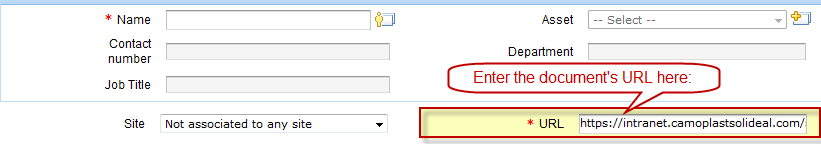 * Name
Asset -- Select --
Contact number
Department
Job Title
Enter the document's URL here:
Site Not associated to any site
* URL https://intranet.camoplastsolideal.com/